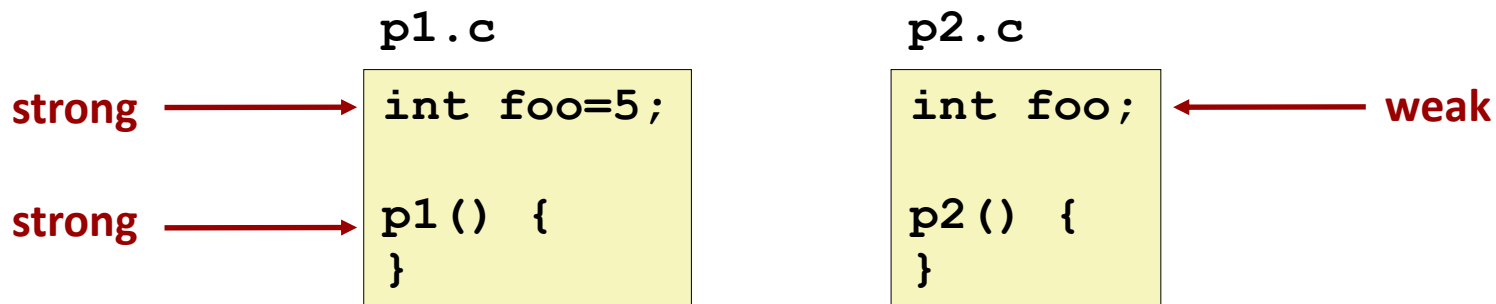 p1.c
p2.c
strong
int foo=5;
int foo;
weak
strong
p1() {
p2() {
}
}